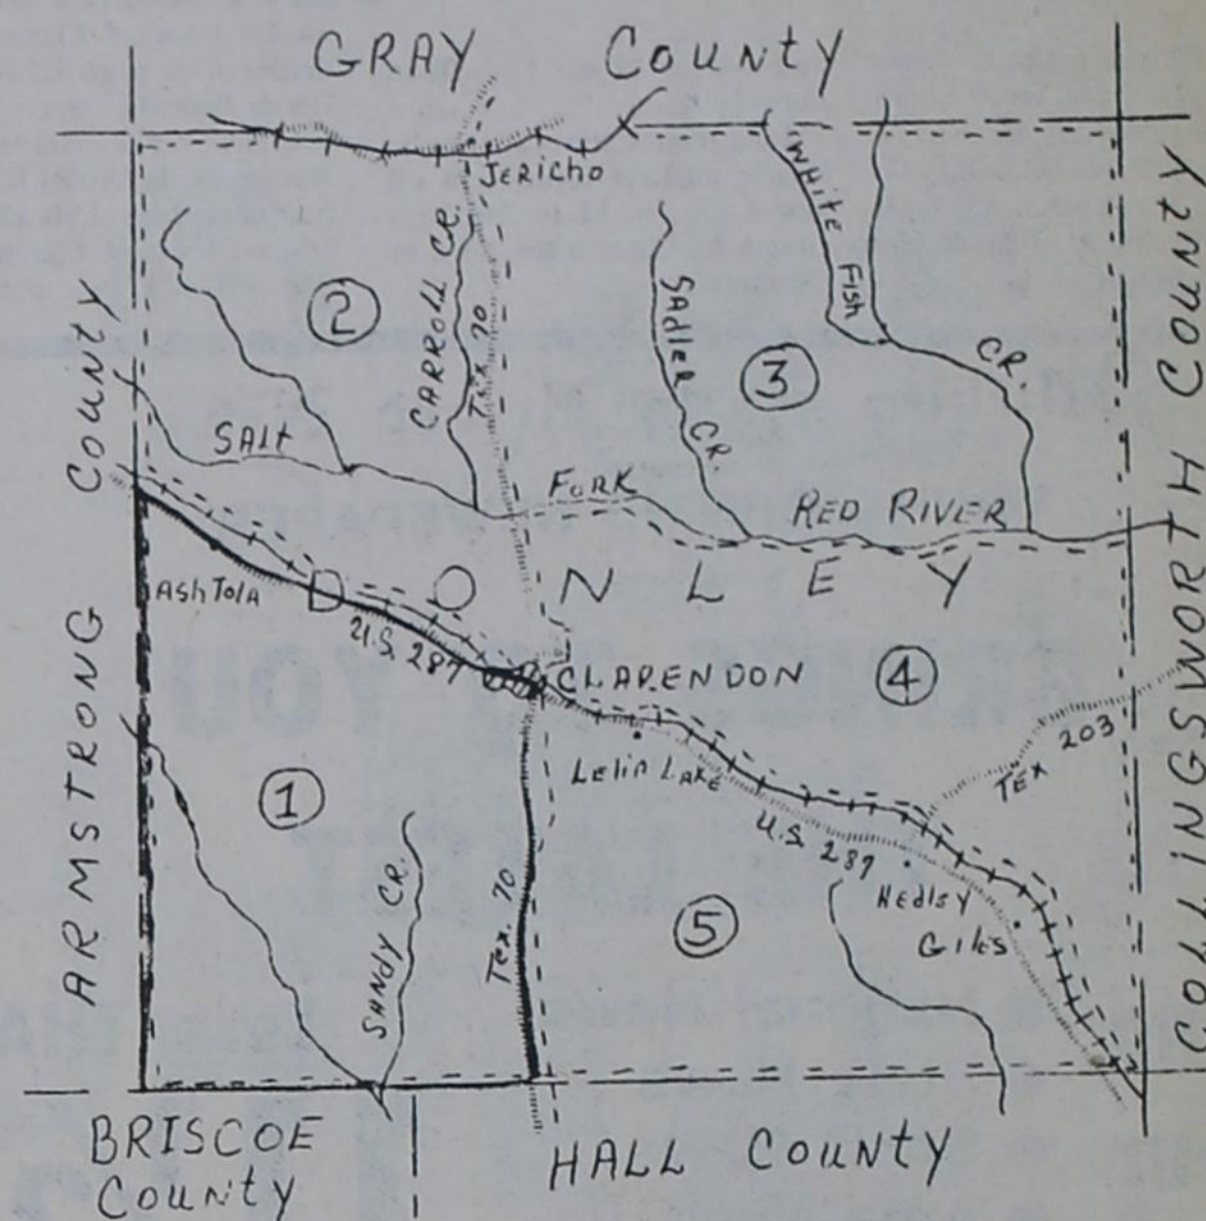 GRAY COUNTY
JERICHO
WHITE FISH CR.
CARROLL CR.
TEX 70
SADLER CR.
2
3
SALT FORK RED RIVER
ARMSTRONG COUNTY
COLLINGSWORTH COUNTY
DONLEY
ASHTOLA
U.S. 287
CLARENDON
4
TEX 203
LELIA LAKE
1
U.S. 287
SANDY CR.
TEX. 70
5
HEDLEY
GILES
BRISCOE
COUNTY
HALL COUNTY